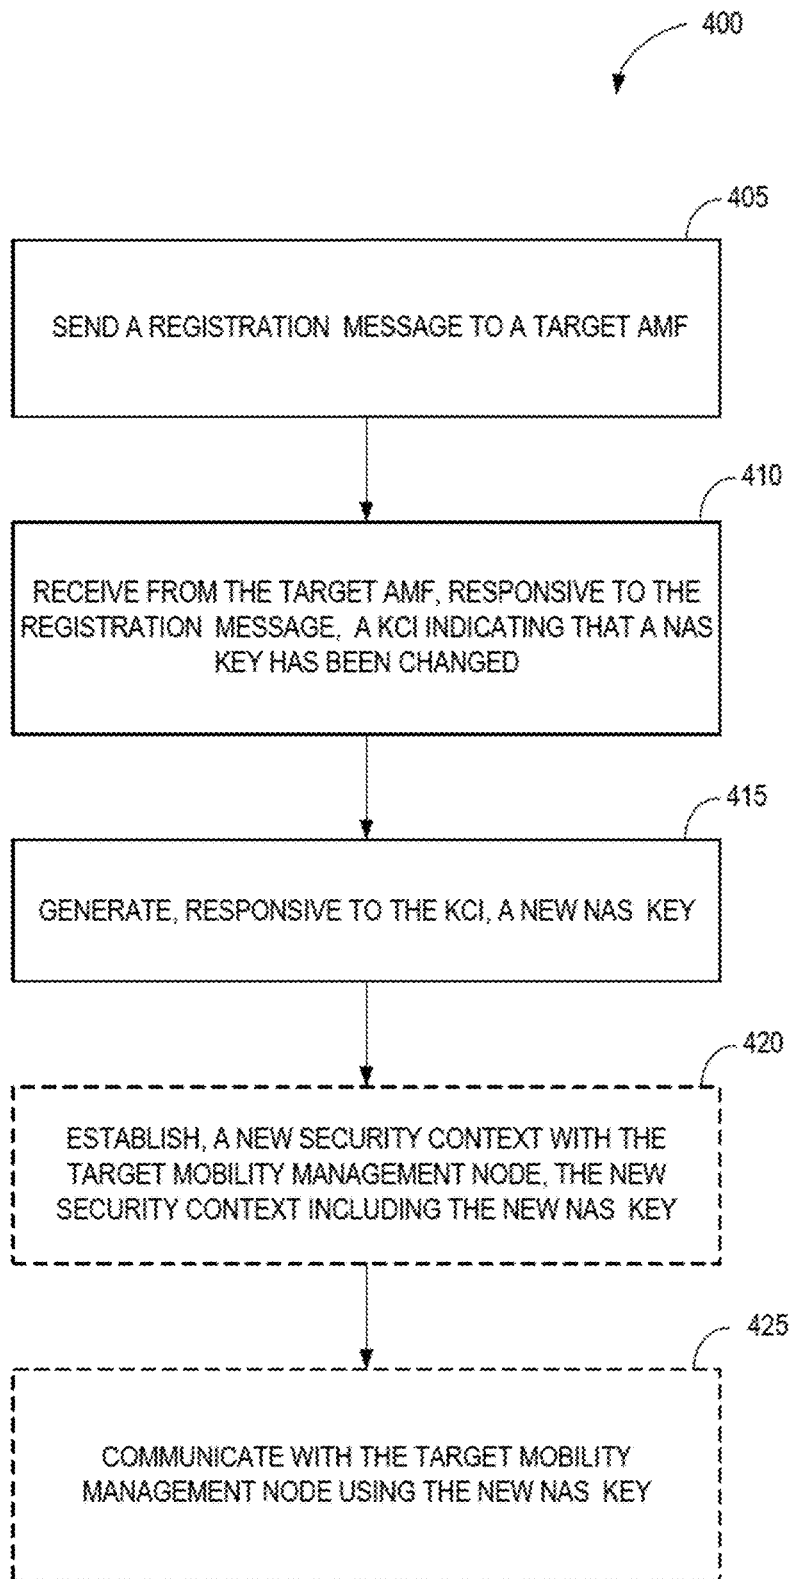 400
405
SEND A REGISTRATION MESSAGE TO A TARGET AMF
410
RECEIVE FROM THE TARGET AMF, RESPONSIVE TO THE
REGISTRATION MESSAGE, A KCI INDICATING THAT A NAS
KEY HAS BEEN CHANGED
415
GENERATE, RESPONSIVE TO THE KCI, A NEW NAS KEY
420
ESTABLISH, A NEW SECURITY CONTEXT WITH THE
TARGET MOBILITY MANAGEMENT NODE, THE NEW
SECURITY CONTEXT INCLUDING THE NEW NAS KEY
425
COMMUNICATE WITH THE TARGET MOBILITY
MANAGEMENT NODE USING THE NEW NAS KEY